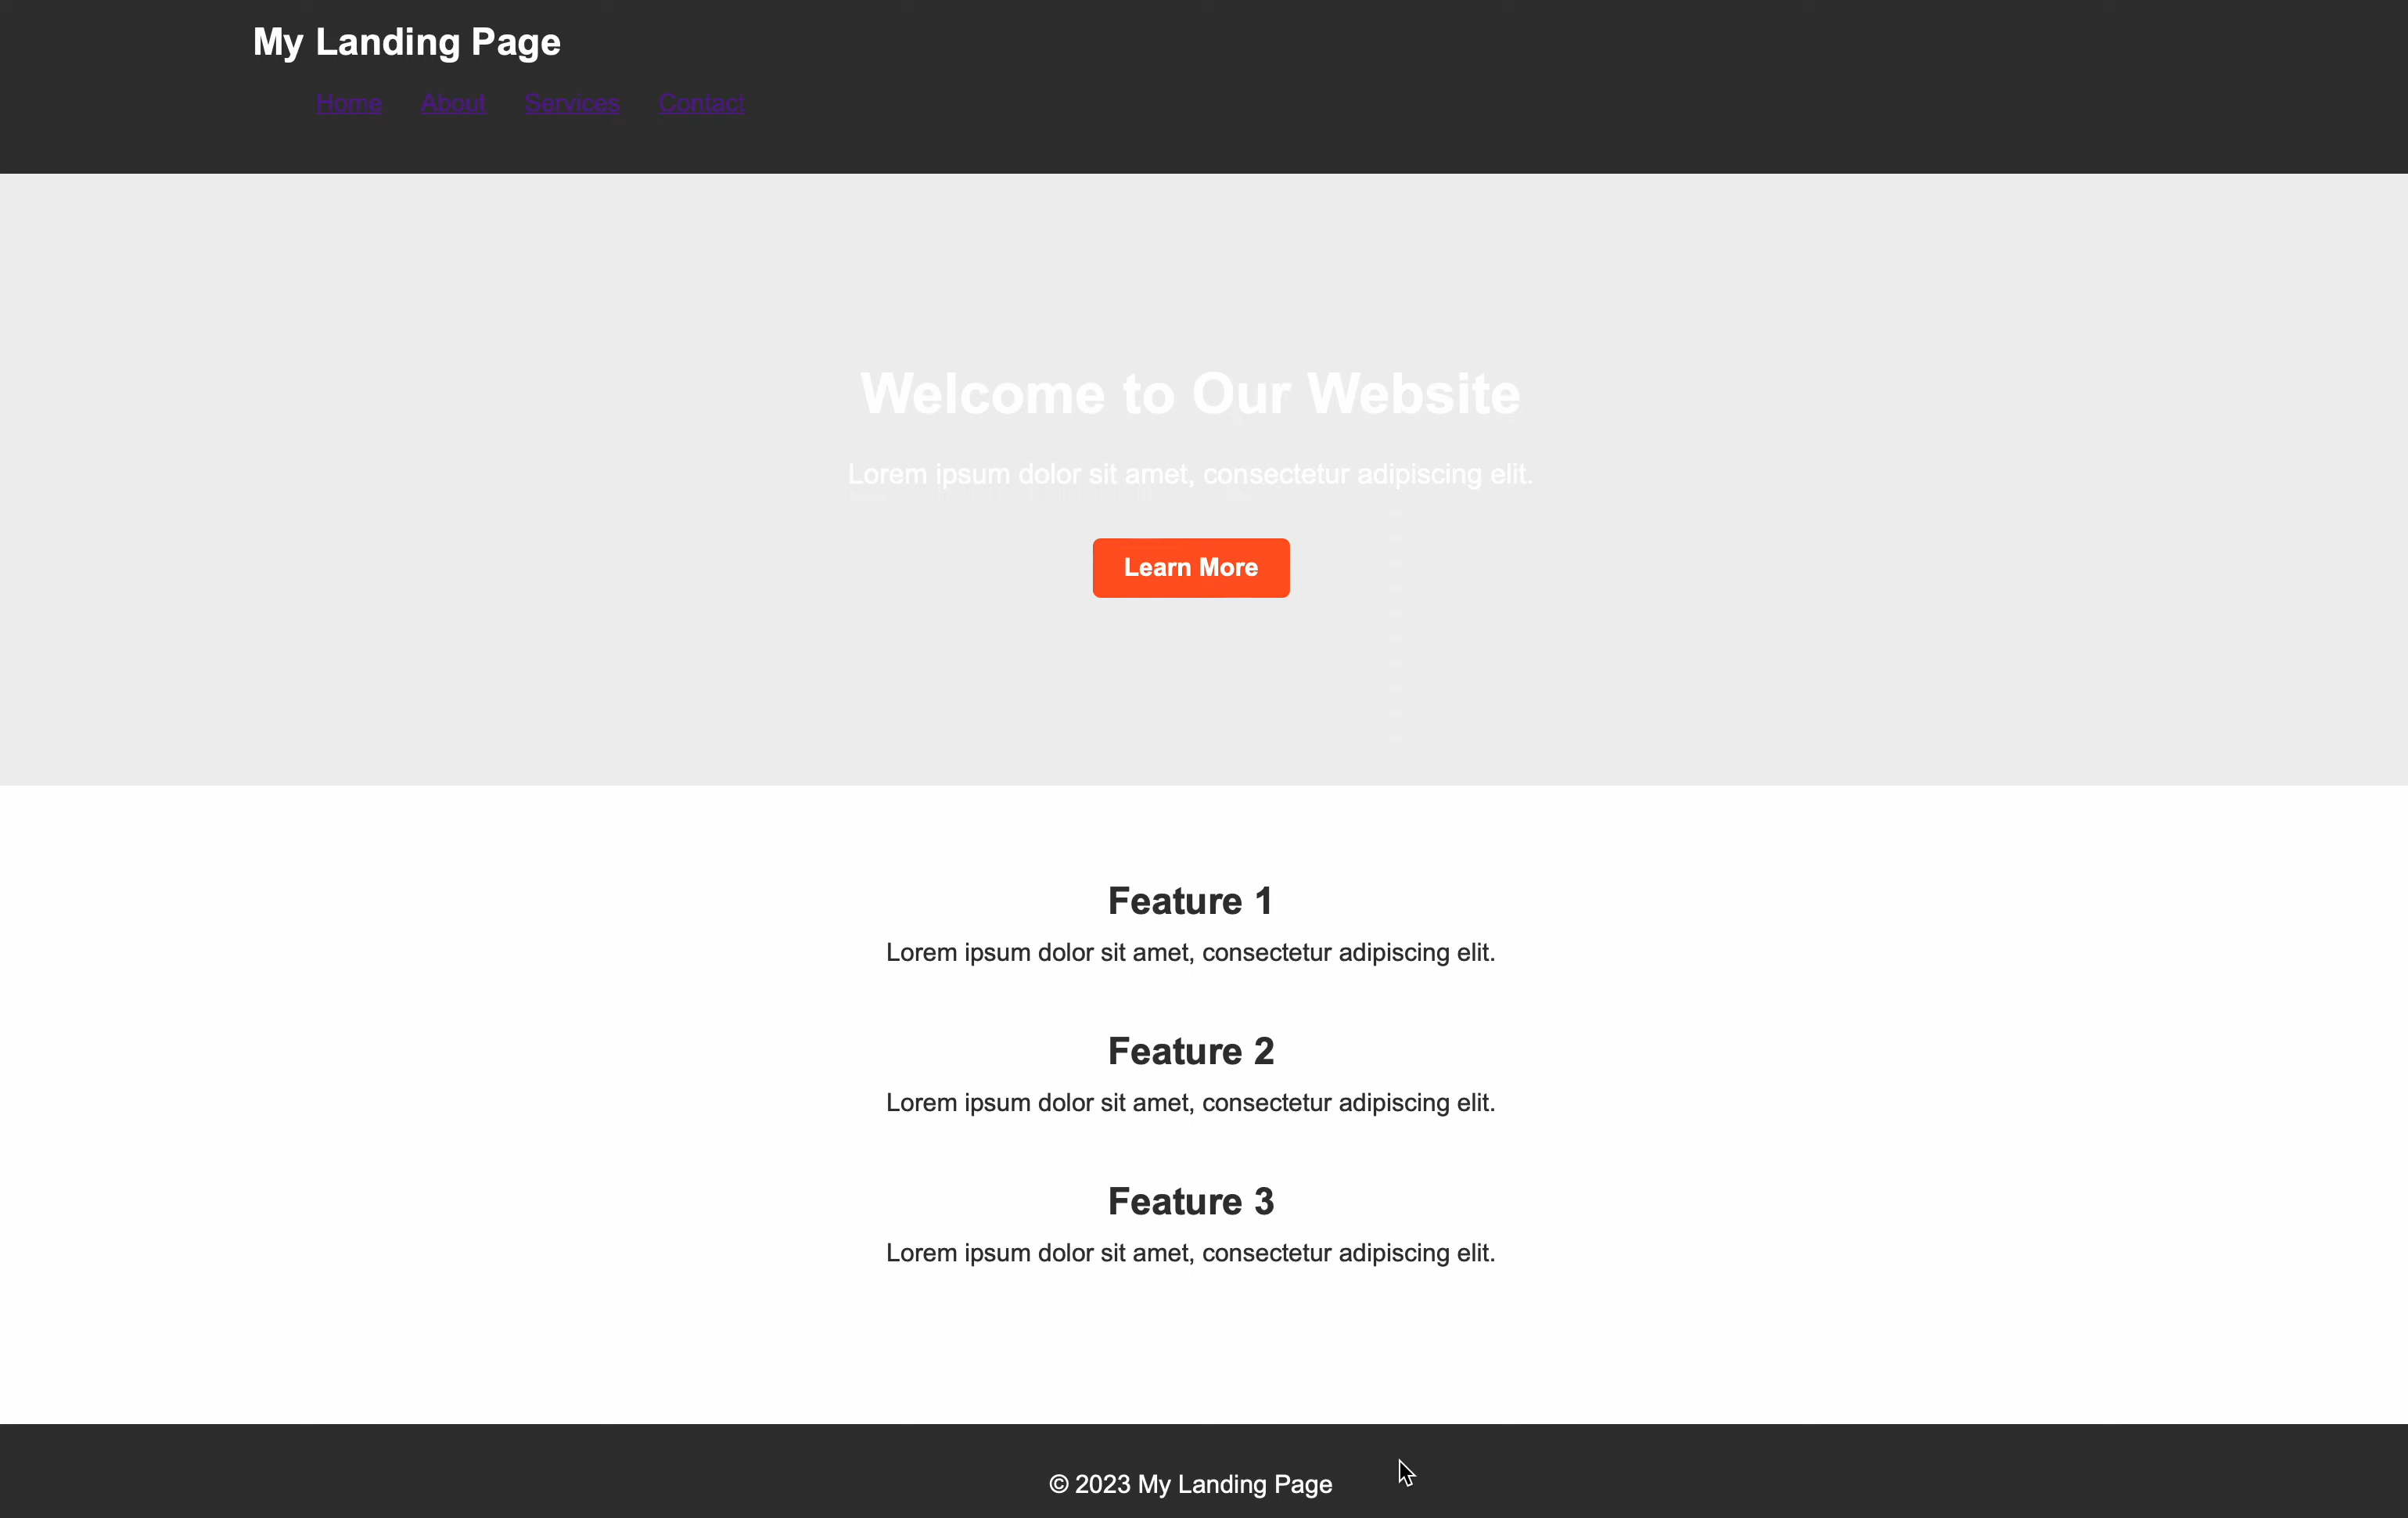 My Landing Page
Home About Services Contact
Welcome to Our Website
Lorem ipsum dolor sit amet, consectetur adipiscing elit.
Learn More
Feature 1
Lorem ipsum dolor sit amet, consectetur adipiscing elit.
Feature 2
Lorem ipsum dolor sit amet, consectetur adipiscing elit.
Feature 3
Lorem ipsum dolor sit amet, consectetur adipiscing elit.
© 2023 My Landing Page